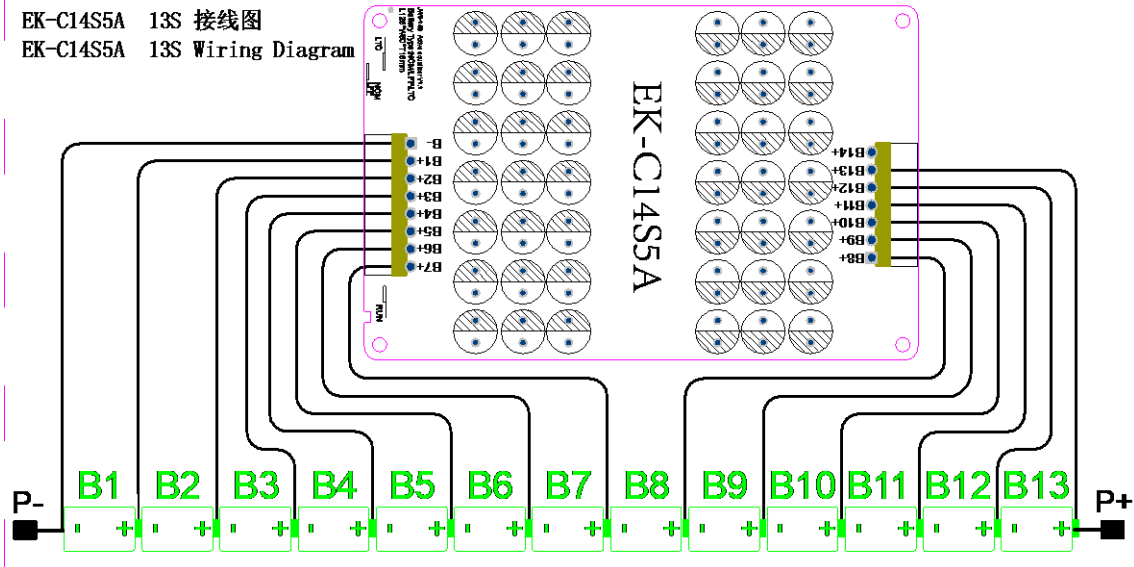 EK-C14S5A 13S 接线图
EK-C14S5A 13S Wiring Diagram
LTO
NCM
RUN
EK-C14S5A
B-
B1+
B2+
B3+
B4+
B5+
B6+
B7+
B14+
B13+
B12+
B11+
B10+
B9+
B8+
B1
B2
B3
B4
B5
B6
B7
B8
B9
B10
B11
B12
B13
P-
P+
- +
- +
- +
- +
- +
- +
- +
- +
- +
- +
- +
- +
- +